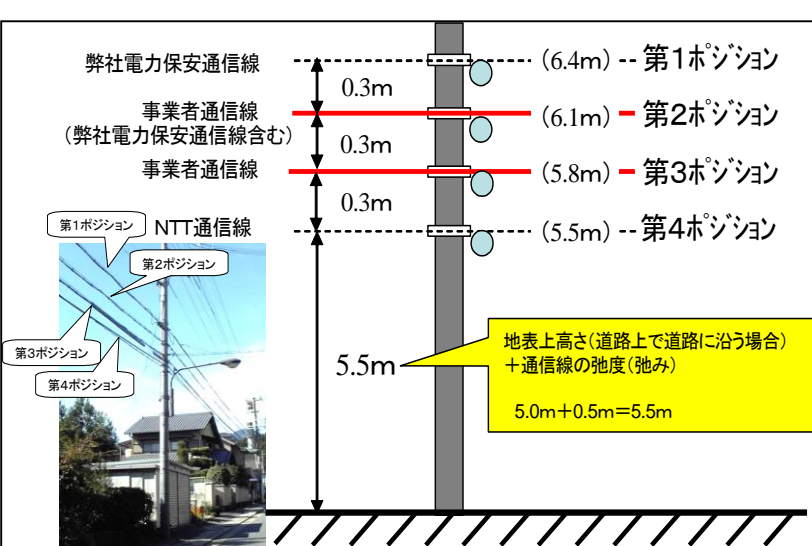 弊社電力保安通信線
(6.4m)
第1ﾎﾟｼﾞｼｮﾝ
0.3m
事業者通信線
(弊社電力保安通信線含む)
(6.1m)
第2ﾎﾟｼﾞｼｮﾝ
0.3m
事業者通信線
(5.8m)
第3ﾎﾟｼﾞｼｮﾝ
0.3m
NTT通信線
(5.5m)
第4ﾎﾟｼﾞｼｮﾝ
第1ポジション
第2ポジション
第3ポジション
第4ポジション
5.5m
地表上高さ(道路上で道路に沿う場合)
＋通信線の弛度(弛み)
5.0m＋0.5m＝5.5m